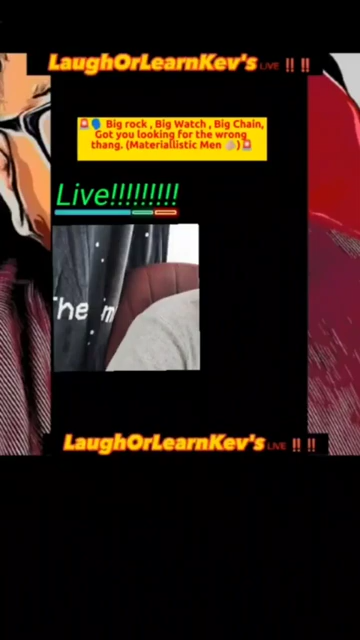 LaughOrLearnKev's LIVE ‼️‼️
🚨🗣️ Big rock , Big Watch , Big Chain,
Got you looking for the wrong
thang. (Materiallistic Men 🪨)🚨
Live!!!!!!!!!
The m
LaughOrLearnKev's LIVE ‼️‼️